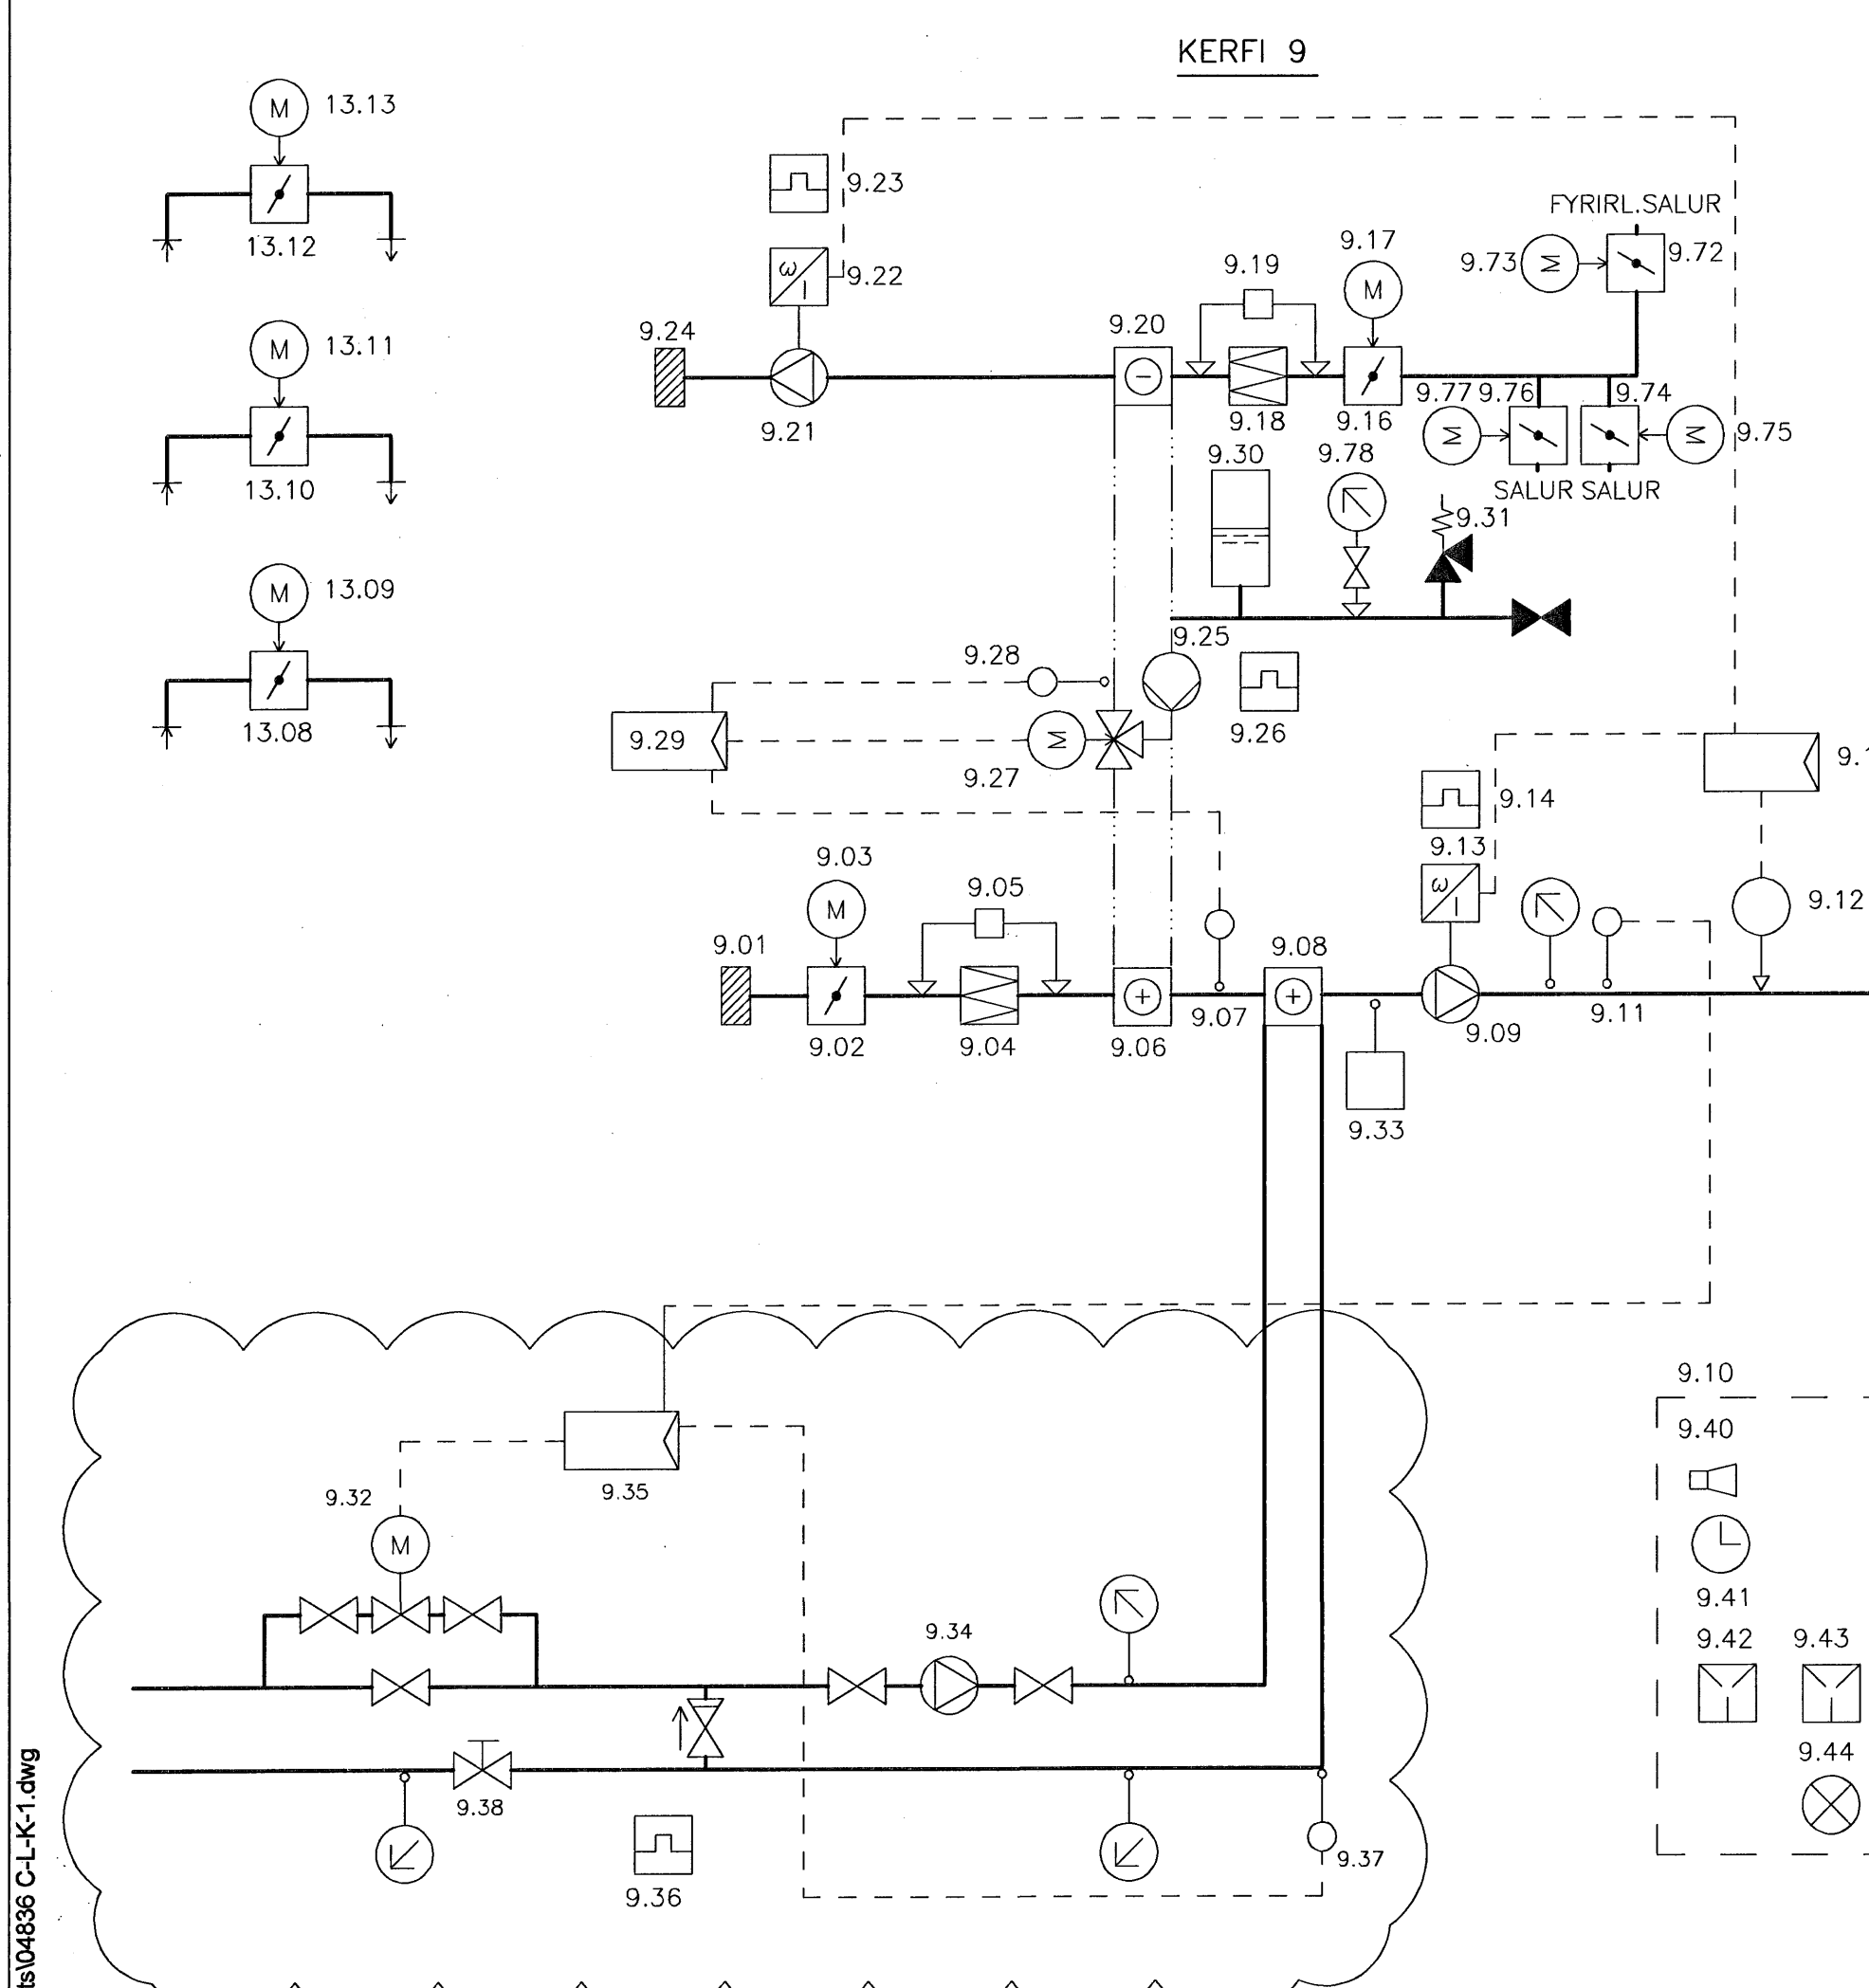 KERFI 9
M 13.13
13.12
M 13.11
13.10
M 13.09
13.08
9.23
ω
I
9.22
9.24
9.21
9.20
9.19
9.18
9.17
M
9.16
FYRIRL.SALUR
9.73 M 9.72
9.77 9.76 9.74
M M 9.75
SALUR SALUR
9.30 9.78
9.31
9.25
9.28
9.29 M 9.26
9.27
9.14
9.13
ω
I
9.12
9.03
M
9.05
9.01 9.08
9.02 9.04 9.06 9.07 9.09 9.11
9.33
9.10
9.40
9.41
9.42 9.43
9.44
9.35
9.32
M
9.34
9.38
9.36
9.37
ts\04836 C-L-K-1.dwg